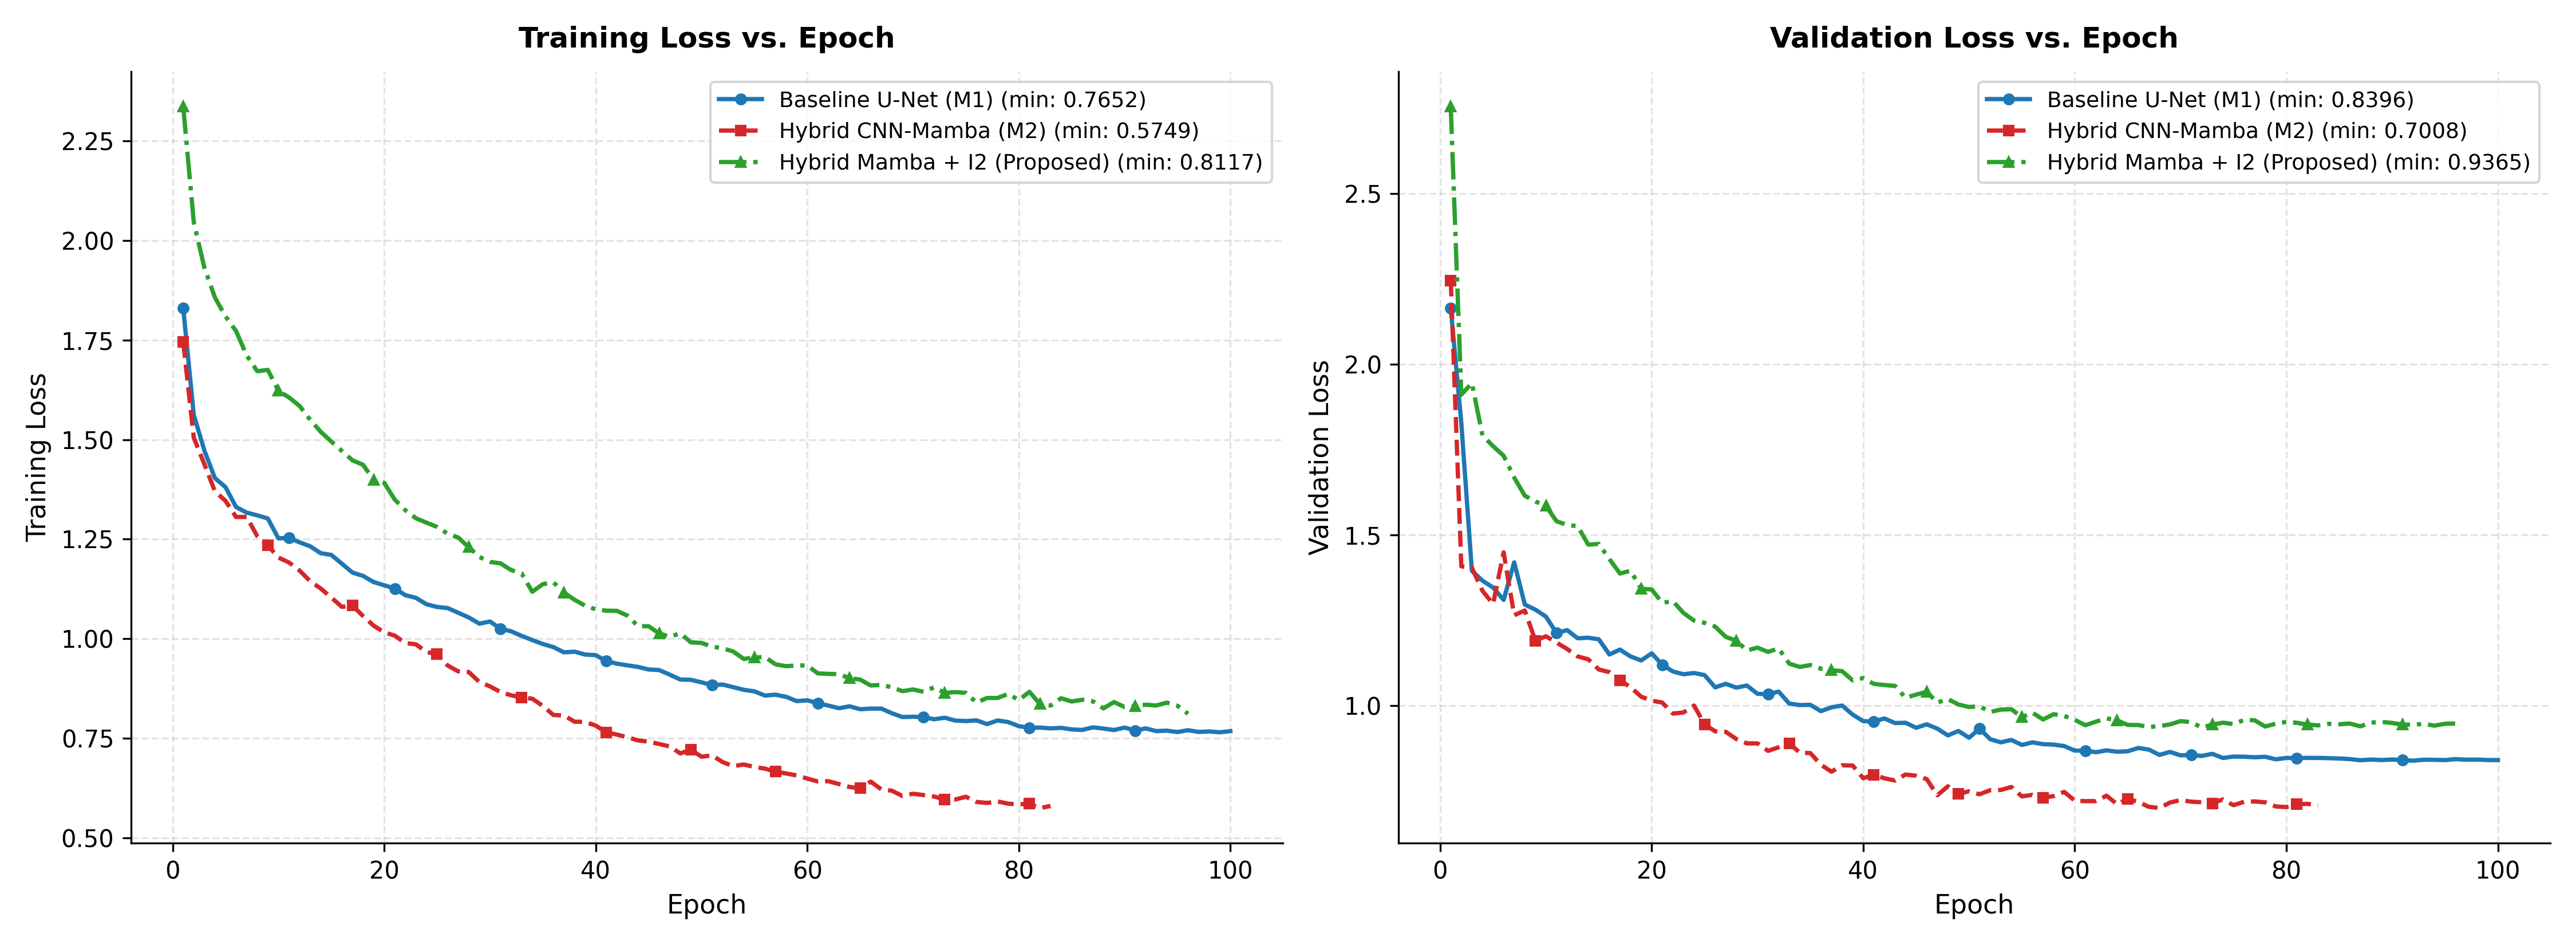 Training Loss vs. Epoch
Training Loss
2.25
2.00
1.75
1.50
1.25
1.00
0.75
0.50
Baseline U-Net (M1) (min: 0.7652)
Hybrid CNN-Mamba (M2) (min: 0.5749)
Hybrid Mamba + I2 (Proposed) (min: 0.8117)
0 20 40 60 80 100
Epoch
Validation Loss vs. Epoch
Validation Loss
2.5
2.0
1.5
1.0
Baseline U-Net (M1) (min: 0.8396)
Hybrid CNN-Mamba (M2) (min: 0.7008)
Hybrid Mamba + I2 (Proposed) (min: 0.9365)
0 20 40 60 80 100
Epoch